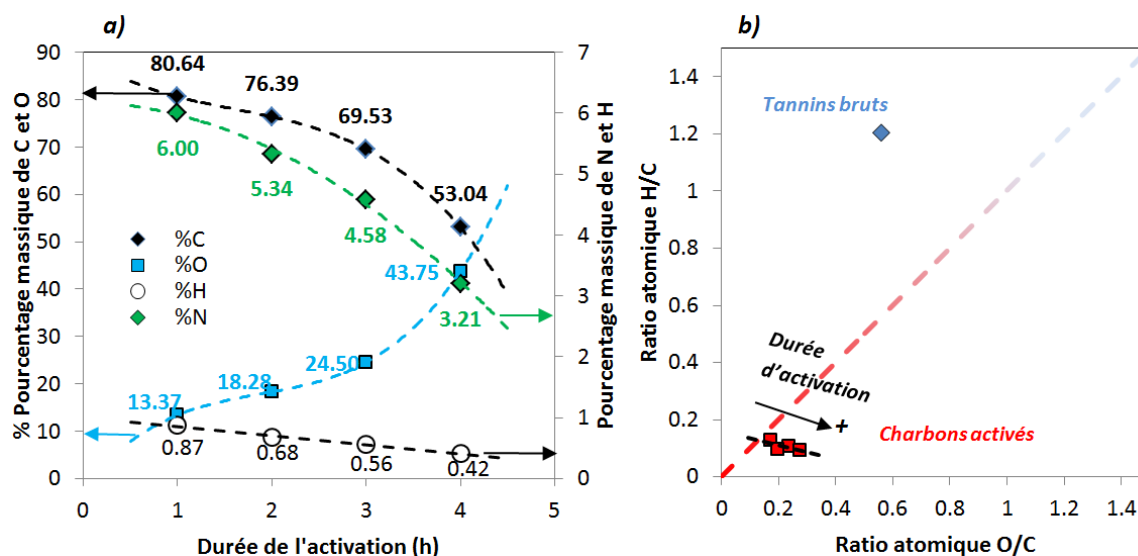 a)
90
80
70
60
50
40
30
20
10
0
% Pourcentage massique de C et O
80.64
76.39
69.53
53.04
6.00
5.34
4.58
3.21
%C
%O
%H
%N
43.75
24.50
18.28
13.37
0.87
0.68
0.56
0.42
7
6
5
4
3
2
1
0
Pourcentage massique de N et H
0 1 2 3 4 5
Durée de l'activation (h)
b)
1.4
1.2
1
0.8
0.6
0.4
0.2
0
Ratio atomique H/C
Tannins bruts
Durée
d'activation
+
Charbons activés
0 0.2 0.4 0.6 0.8 1 1.2 1.4
Ratio atomique O/C